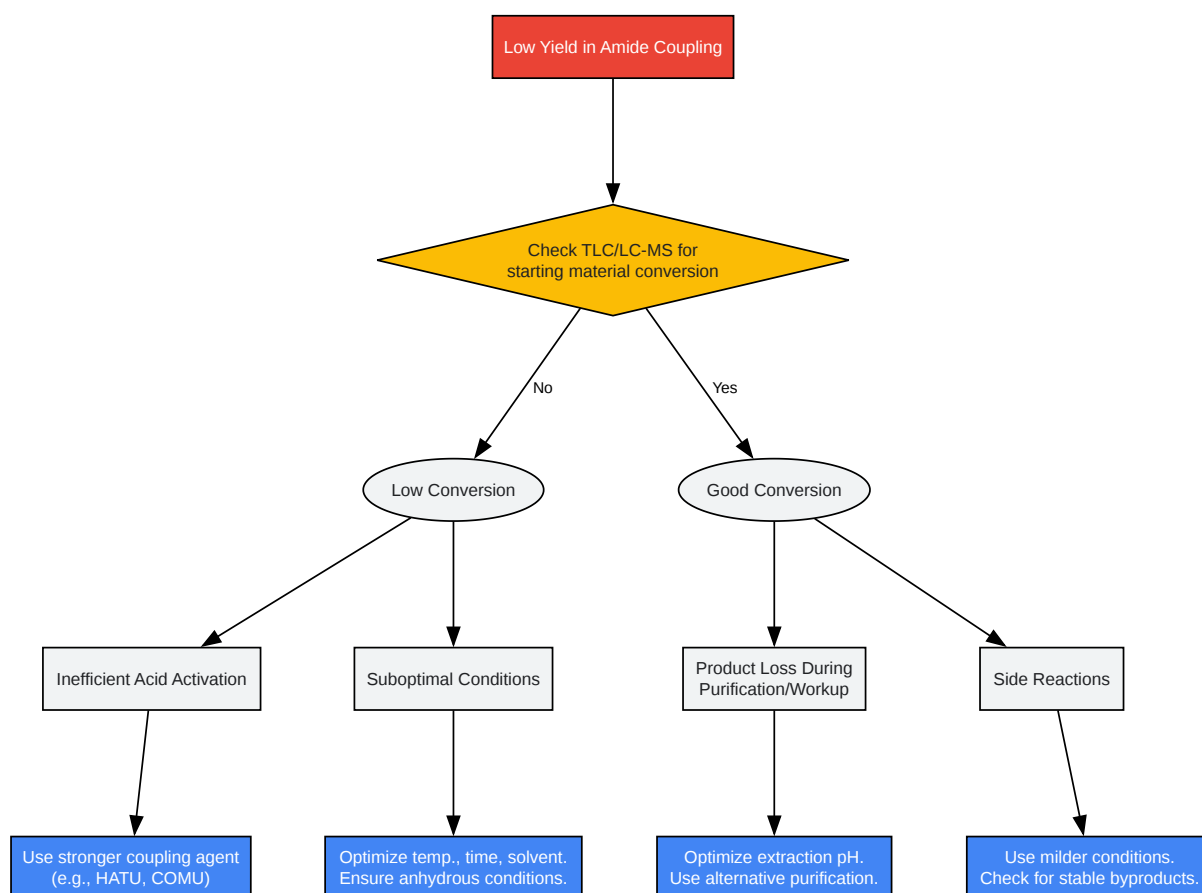 Low Yield in Amide Coupling
Check TLC/LC-MS for
starting material conversion
No
Yes
Low Conversion
Good Conversion
Inefficient Acid Activation
Suboptimal Conditions
Product Loss During
Purification/Workup
Side Reactions
Use stronger coupling agent
(e.g., HATU, COMU)
Optimize temp., time, solvent.
Ensure anhydrous conditions.
Optimize extraction pH.
Use alternative purification.
Use milder conditions.
Check for stable byproducts.